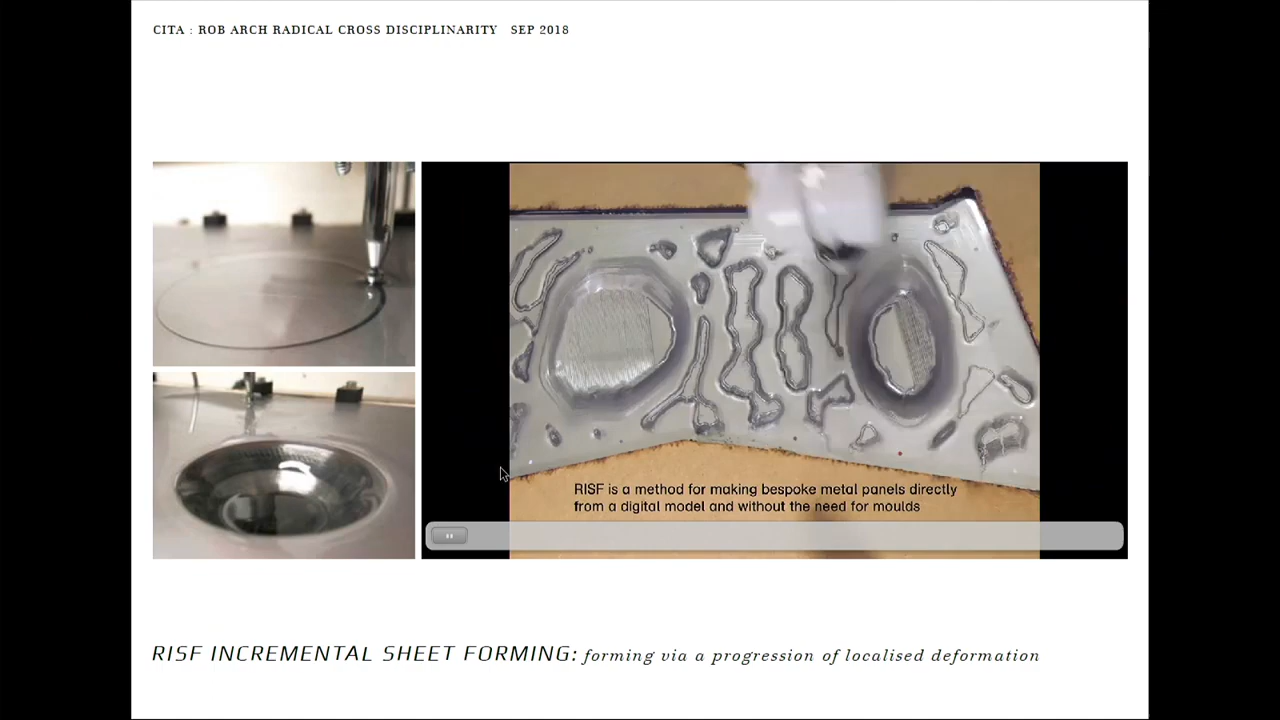 CITA : ROB ARCH RADICAL CROSS DISCIPLINARITY SEP 2018
RISF is a method for making bespoke metal panels directly
from a digital model and without the need for moulds
RISF INCREMENTAL SHEET FORMING: forming via a progression of localised deformation